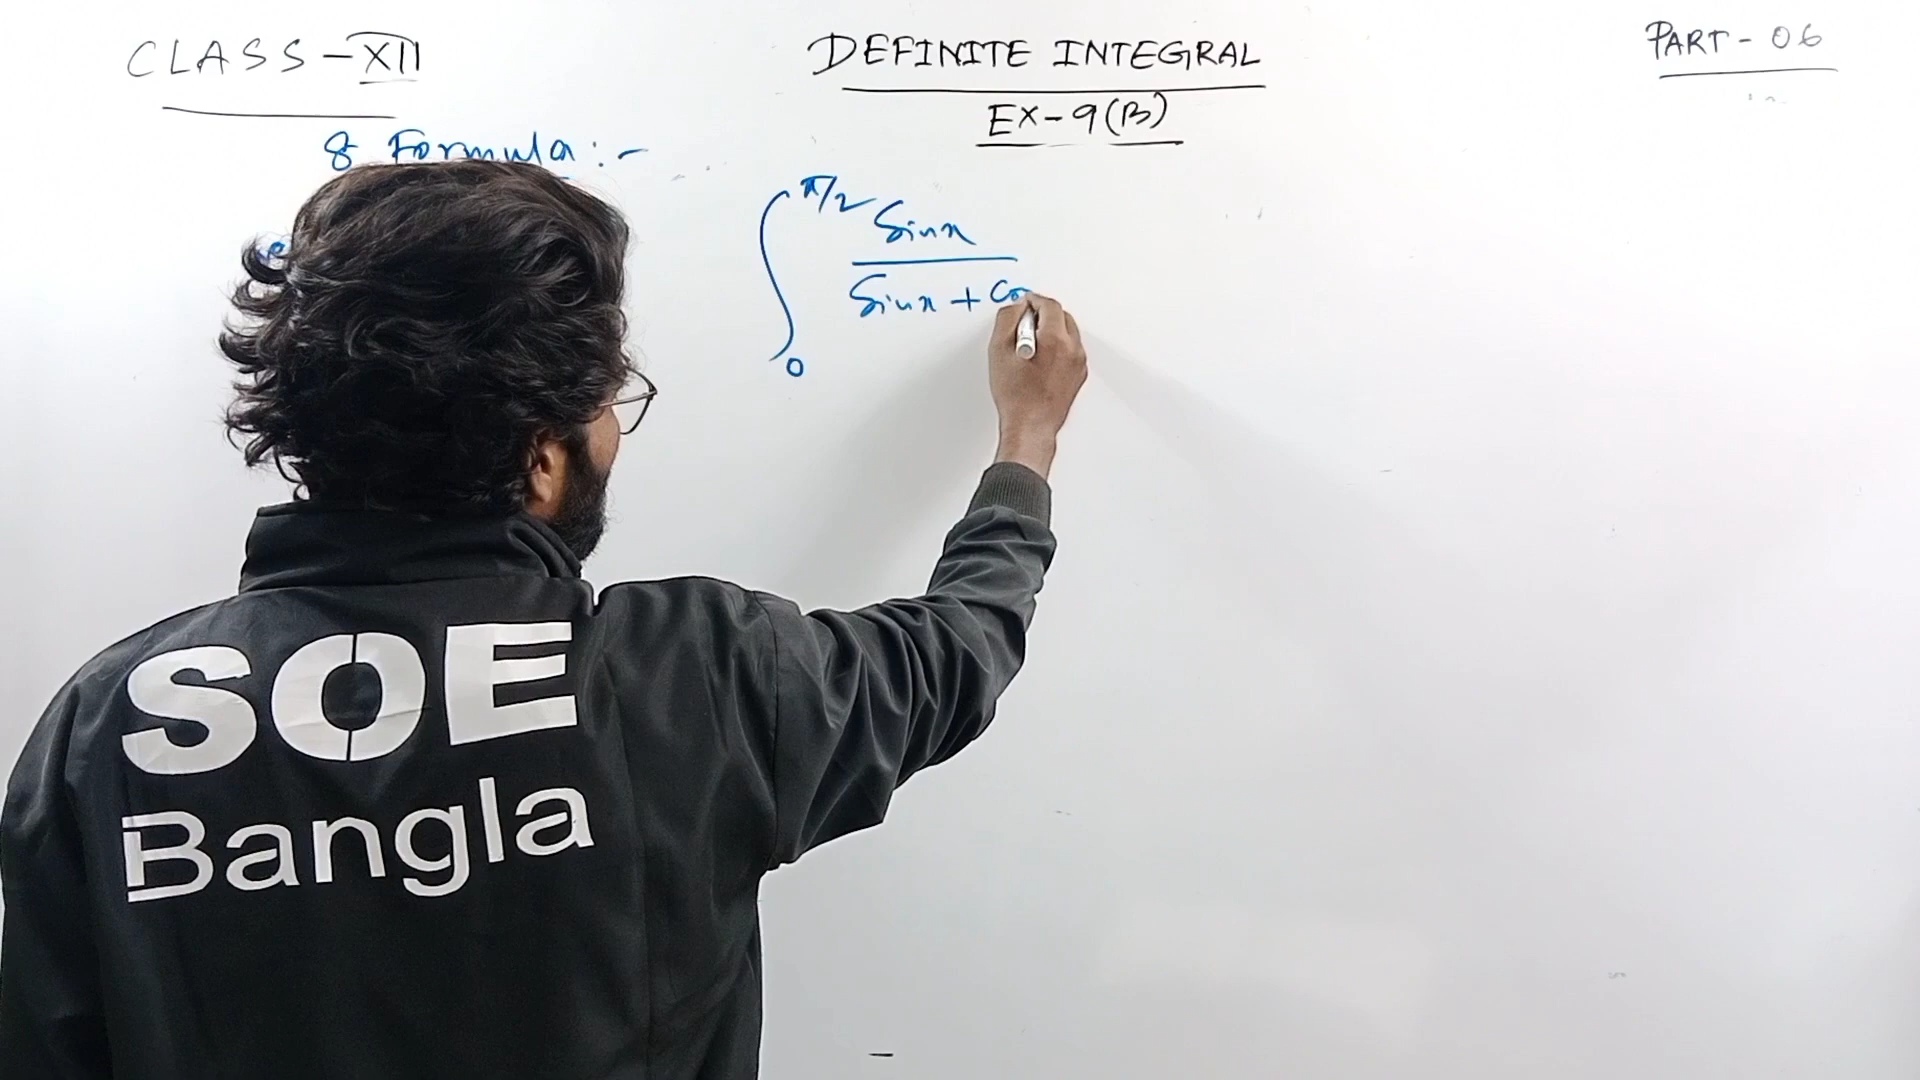 CLASS-XII
DEFINITE INTEGRAL
PART-06
EX-9(B)
8 Formula:-
∫
π/2
Sinx
Sinx + Co
0
SOE
Bangla